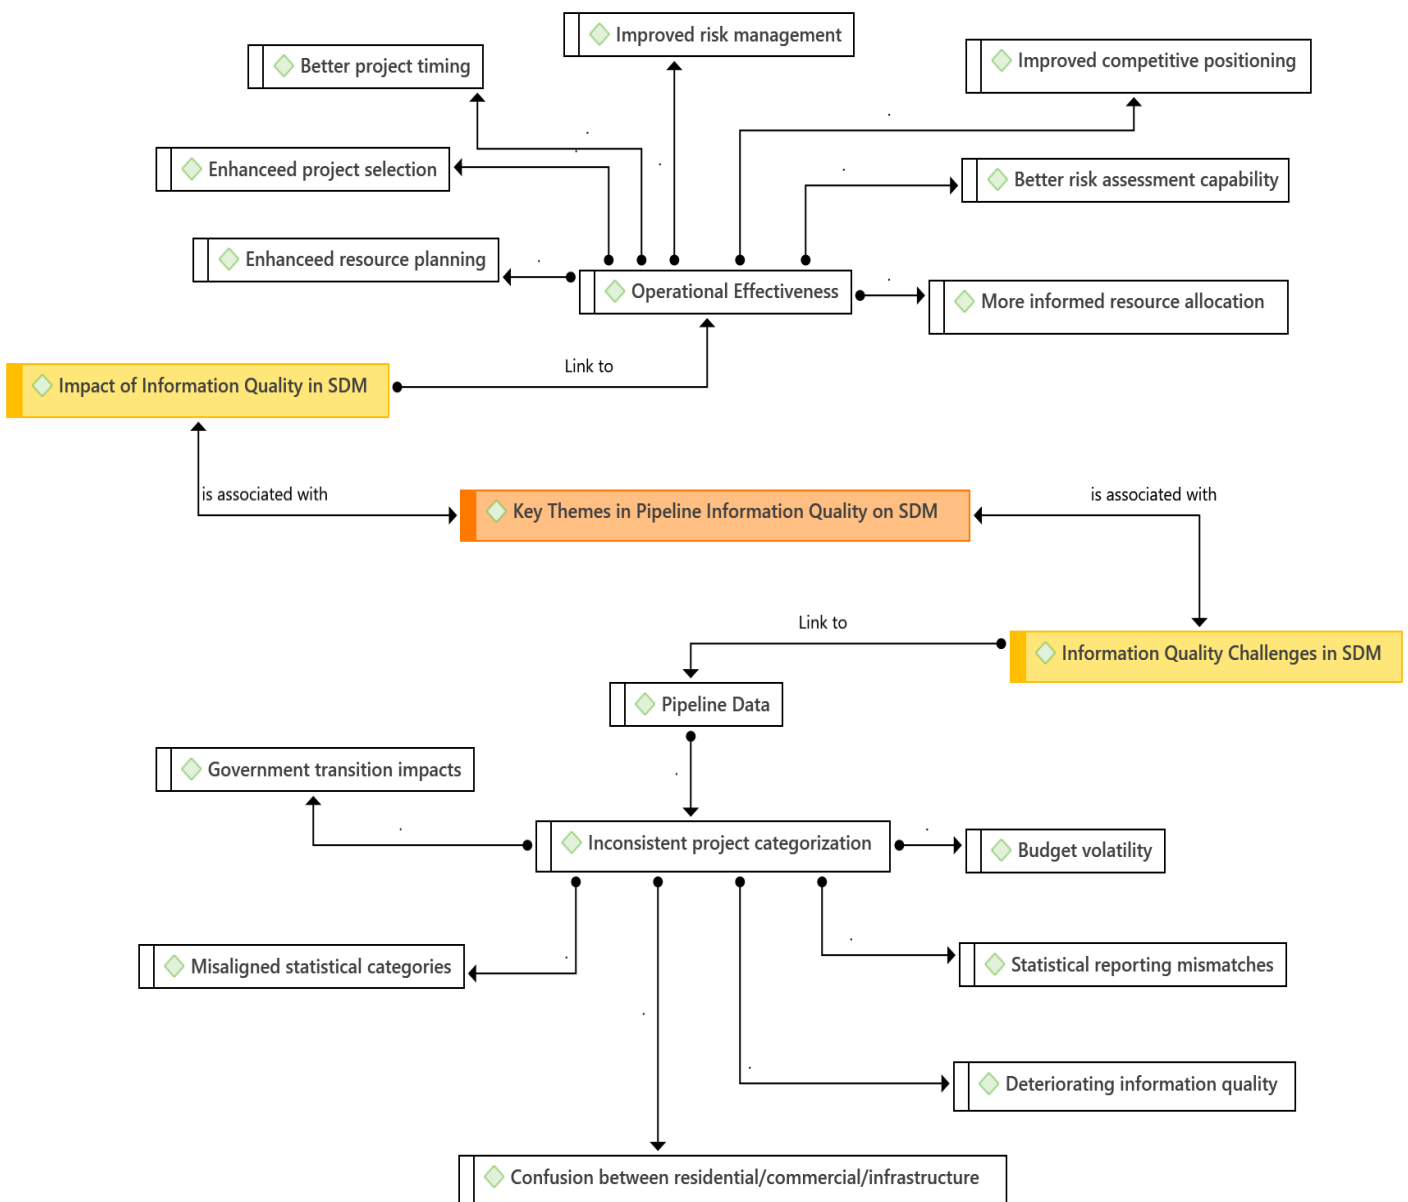 Improved risk management
Better project timing
Improved competitive positioning
Enhanceed project selection
Better risk assessment capability
Enhanceed resource planning
Operational Effectiveness
More informed resource allocation
Link to
Impact of Information Quality in SDM
is associated with
is associated with
Key Themes in Pipeline Information Quality on SDM
Link to
Information Quality Challenges in SDM
Pipeline Data
Government transition impacts
Inconsistent project categorization
Budget volatility
Misaligned statistical categories
Statistical reporting mismatches
Deteriorating information quality
Confusion between residential/commercial/infrastructure